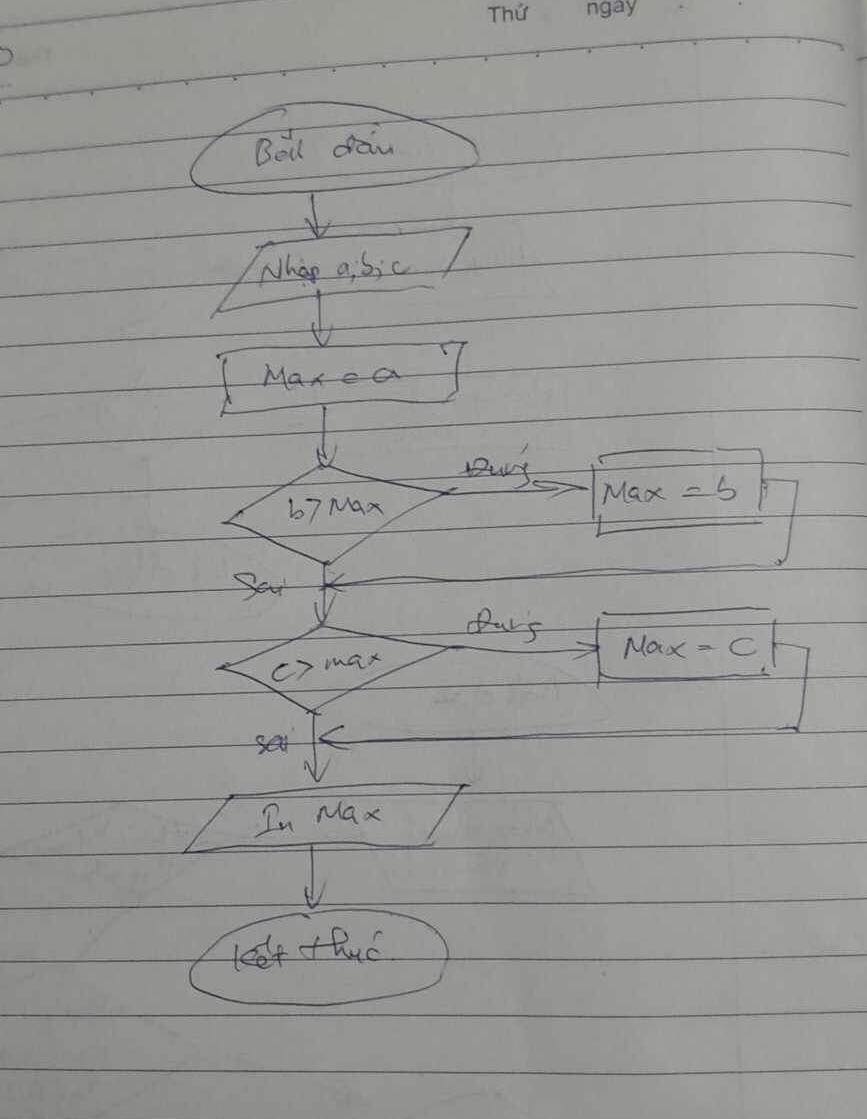 Thứ ngày
Bắt đầu
Nhập a, b, c
Max = a
b > Max
Đúng
Max = b
Sai
c > max
Đúng
Max = C
sai
In Max
Kết thúc